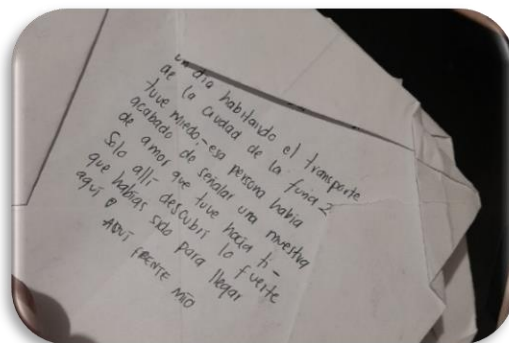 un día habitando el transporte
de la ciudad de la furia
tuve miedo - esa persona había
acabado de señalar una muestra
de amor que tuve hacia ti -
Solo allí descubrí lo fuerte
que habías sido para llegar
aquí
AQUÍ FRENTE MÍO